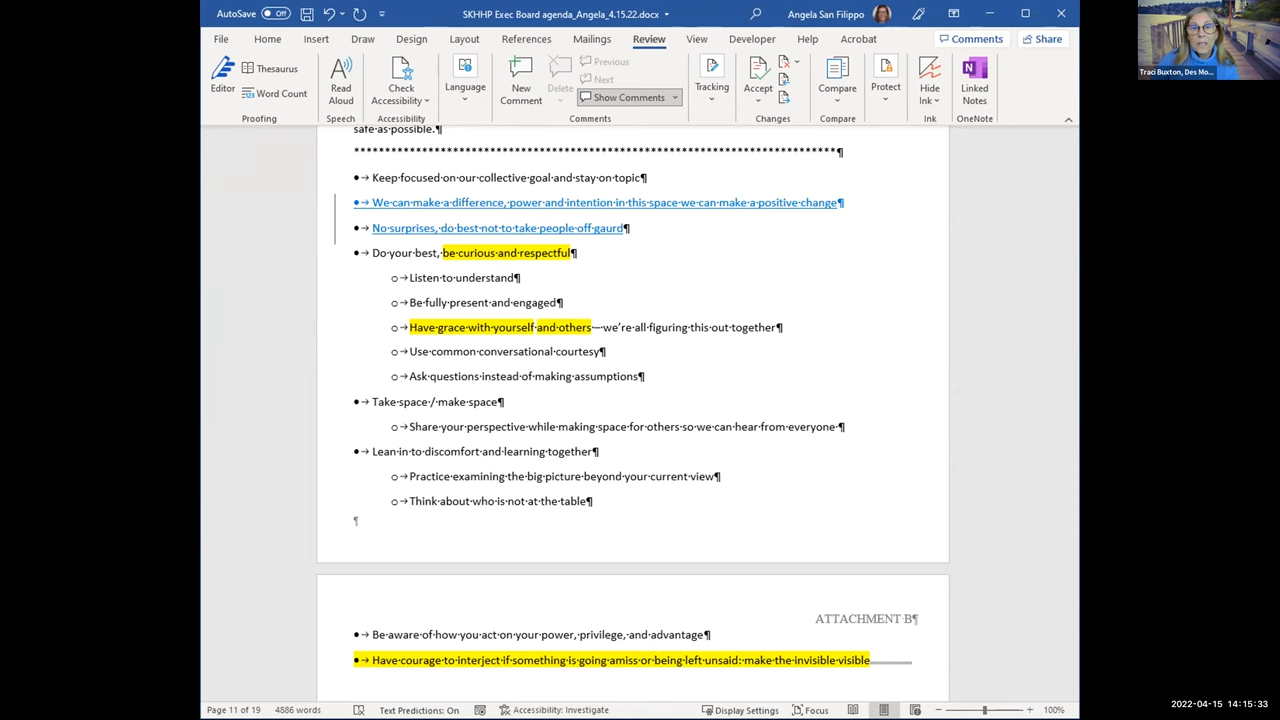 AutoSave Off SKHHP Exec Board agenda_Angela_4.15.22.docx Angela San Filippo
File Home Insert Draw Design Layout References Mailings Review View Developer Help Acrobat Comments Share
Editor Thesaurus Word Count Read Aloud Check Accessibility Language New Comment Delete Previous Next Show Comments Tracking Accept Compare Protect Hide Ink Linked Notes
Proofing Speech Accessibility Comments Changes Compare Ink OneNote
Traci Buxton, Des Mo...
safe as possible.¶
******************************************************************************¶
• Keep focused on our collective goal and stay on topic¶
• We can make a difference, power and intention in this space we can make a positive change¶
• No surprises, do best not to take people off gaurd¶
• Do your best, be curious and respectful¶
o Listen to understand¶
o Be fully present and engaged¶
o Have grace with yourself and others – we’re all figuring this out together¶
o Use common conversational courtesy¶
o Ask questions instead of making assumptions¶
• Take space / make space¶
o Share your perspective while making space for others so we can hear from everyone ¶
• Lean in to discomfort and learning together¶
o Practice examining the big picture beyond your current view¶
o Think about who is not at the table¶
¶
ATTACHMENT B¶
• Be aware of how you act on your power, privilege, and advantage¶
• Have courage to interject if something is going amiss or being left unsaid: make the invisible visible
Page 11 of 19 4886 words Text Predictions: On Accessibility: Investigate Display Settings Focus 100%
2022-04-15 14:15:33